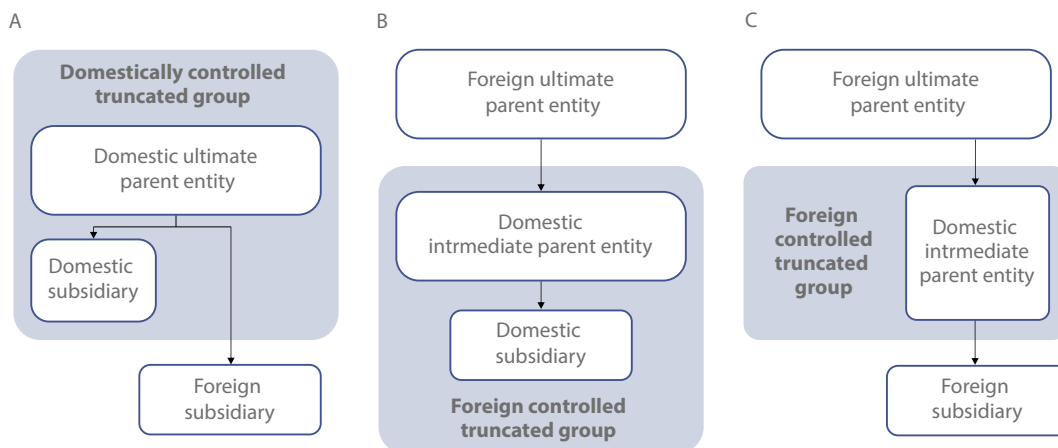 A
Domestically controlled
truncated group
Domestic ultimate
parent entity
Domestic
subsidiary
Foreign
subsidiary
B
Foreign ultimate
parent entity
Domestic
intrmediate parent entity
Domestic
subsidiary
Foreign controlled
truncated group
C
Foreign ultimate
parent entity
Foreign
controlled
truncated
group
Domestic
intrmediate
parent entity
Foreign
subsidiary